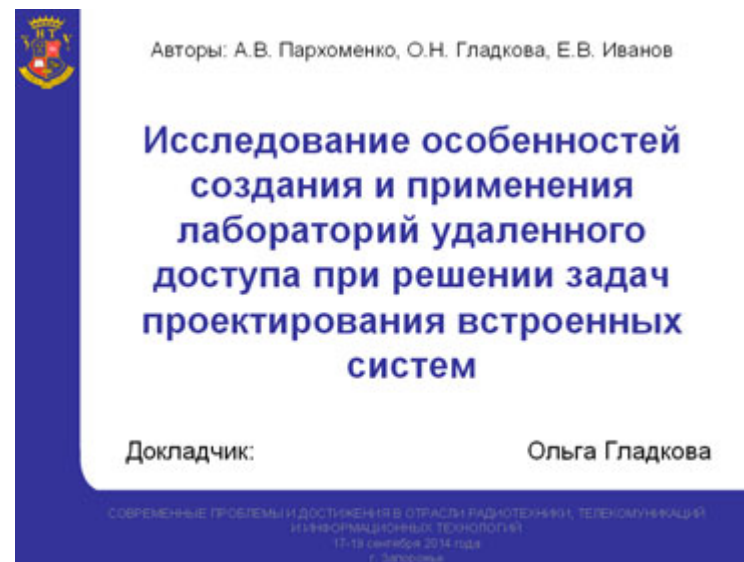 Авторы: А.В. Пархоменко, О.Н. Гладкова, Е.В. Иванов
Исследование особенностей
создания и применения
лабораторий удаленного
доступа при решении задач
проектирования встроенных
систем
Докладчик: Ольга Гладкова
СОВРЕМЕННЫЕ ПРОБЛЕМЫ И ДОСТИЖЕНИЯ В ОТРАСЛИ РАДИОТЕХНИКИ, ТЕЛЕКОМУНИКАЦИЙ
И ИНФОРМАЦИОННЫХ ТЕХНОЛОГИЙ
17-19 сентября 2014 года
г. Запорожье